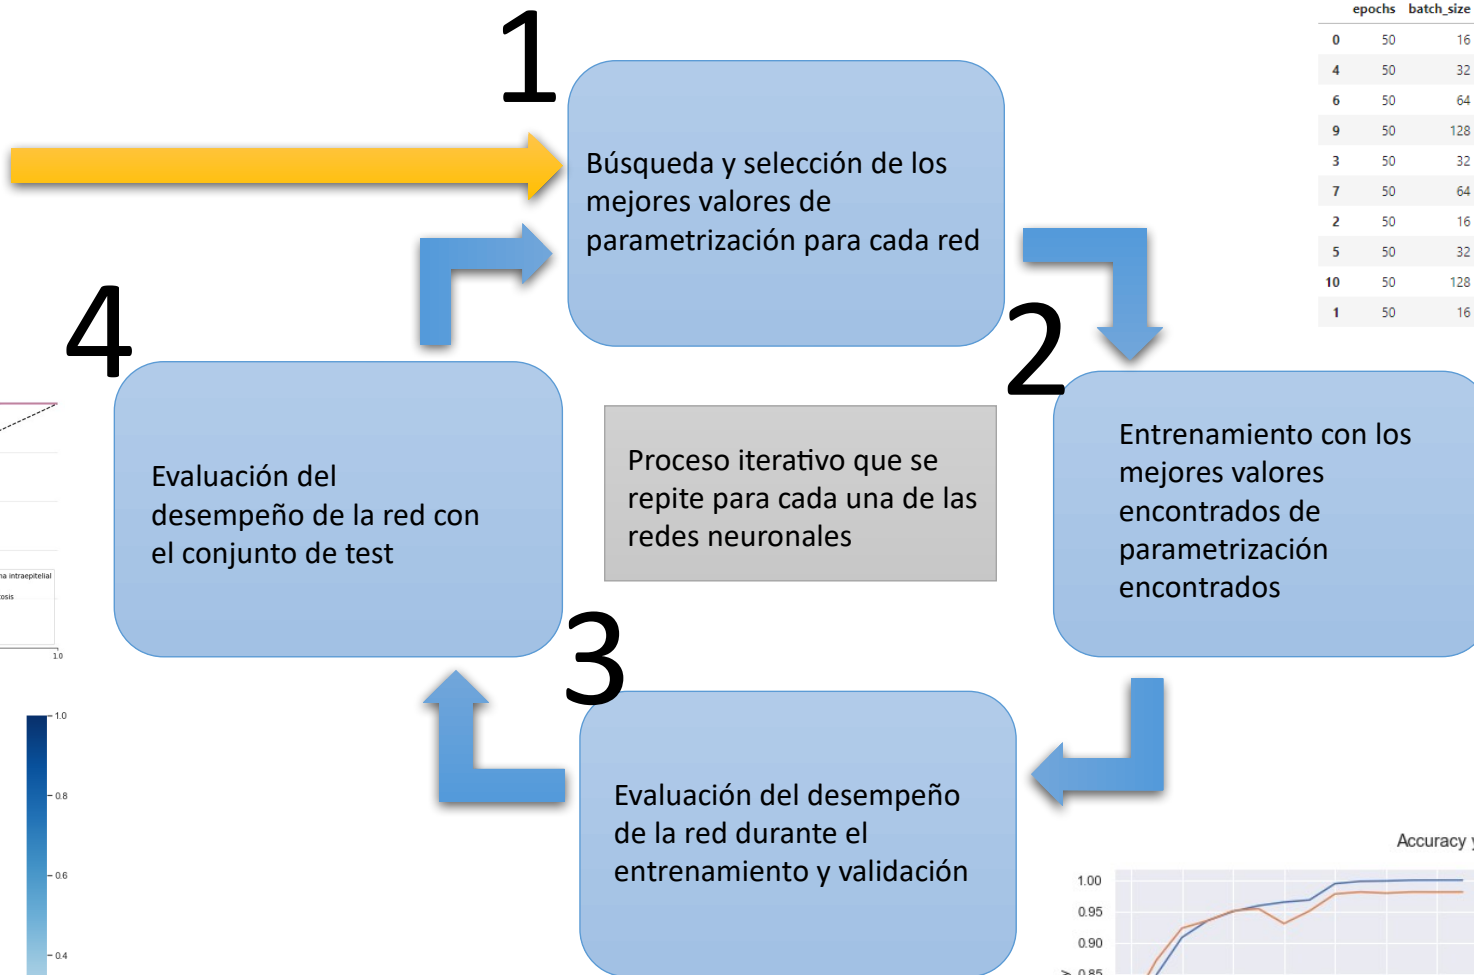 1
Búsqueda y selección de los
mejores valores de
parametrización para cada red
epochs batch_size
0 50 16
4 50 32
6 50 64
9 50 128
3 50 32
7 50 64
2 50 16
5 50 32
10 50 128
1 50 16
2
Entrenamiento con los
mejores valores
encontrados de
parametrización
encontrados
Proceso iterativo que se
repite para cada una de las
redes neuronales
4
Evaluación del
desempeño de la red con
el conjunto de test
intraepitelial
1.0
3
Evaluación del desempeño
de la red durante el
entrenamiento y validación
1.0
0.8
0.6
0.4
Accuracy y
1.00
0.95
0.90
0.85